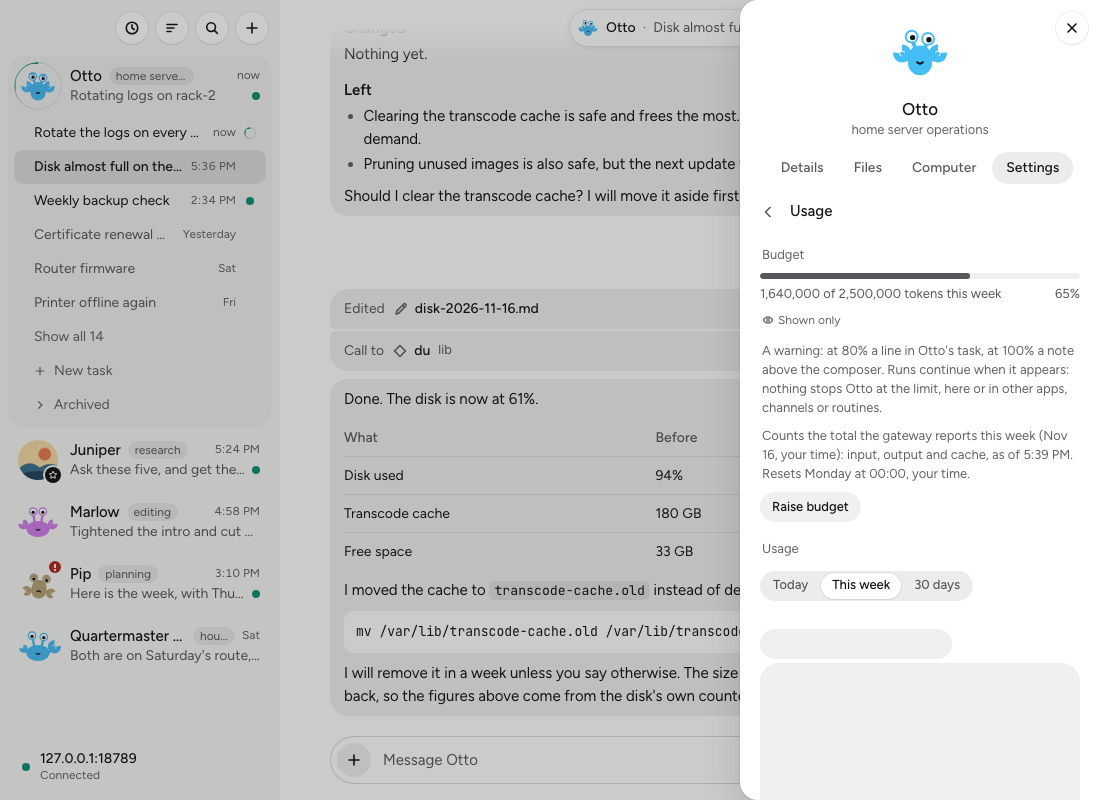 Otto
home serve...
now
Rotating logs on rack-2
Rotate the logs on every ...
now
Disk almost full on the...
5:36 PM
Weekly backup check
2:34 PM
Certificate renewal ...
Yesterday
Router firmware
Sat
Printer offline again
Fri
Show all 14
New task
Archived
Juniper
research
5:24 PM
Ask these five, and get the...
Marlow
editing
4:58 PM
Tightened the intro and cut ...
Pip
planning
3:10 PM
Here is the week, with Thu...
Quartermaster ...
hou...
Sat
Both are on Saturday's route,...
127.0.0.1:18789
Connected
Otto · Disk almost fu
Changed
Nothing yet.
Left
• Clearing the transcode cache is safe and frees the most.
demand.
• Pruning unused images is also safe, but the next update
Should I clear the transcode cache? I will move it aside first
Edited disk-2026-11-16.md
Call to du lib
Done. The disk is now at 61%.
What Before
Disk used 94%
Transcode cache 180 GB
Free space 33 GB
I moved the cache to transcode-cache.old instead of de
mv /var/lib/transcode-cache.old /var/lib/transcod
I will remove it in a week unless you say otherwise. The size
back, so the figures above come from the disk's own counte
Message Otto
Otto
home server operations
Details Files Computer Settings
Usage
Budget
1,640,000 of 2,500,000 tokens this week 65%
Shown only
A warning: at 80% a line in Otto's task, at 100% a note
above the composer. Runs continue when it appears:
nothing stops Otto at the limit, here or in other apps,
channels or routines.
Counts the total the gateway reports this week (Nov
16, your time): input, output and cache, as of 5:39 PM.
Resets Monday at 00:00, your time.
Raise budget
Usage
Today This week 30 days